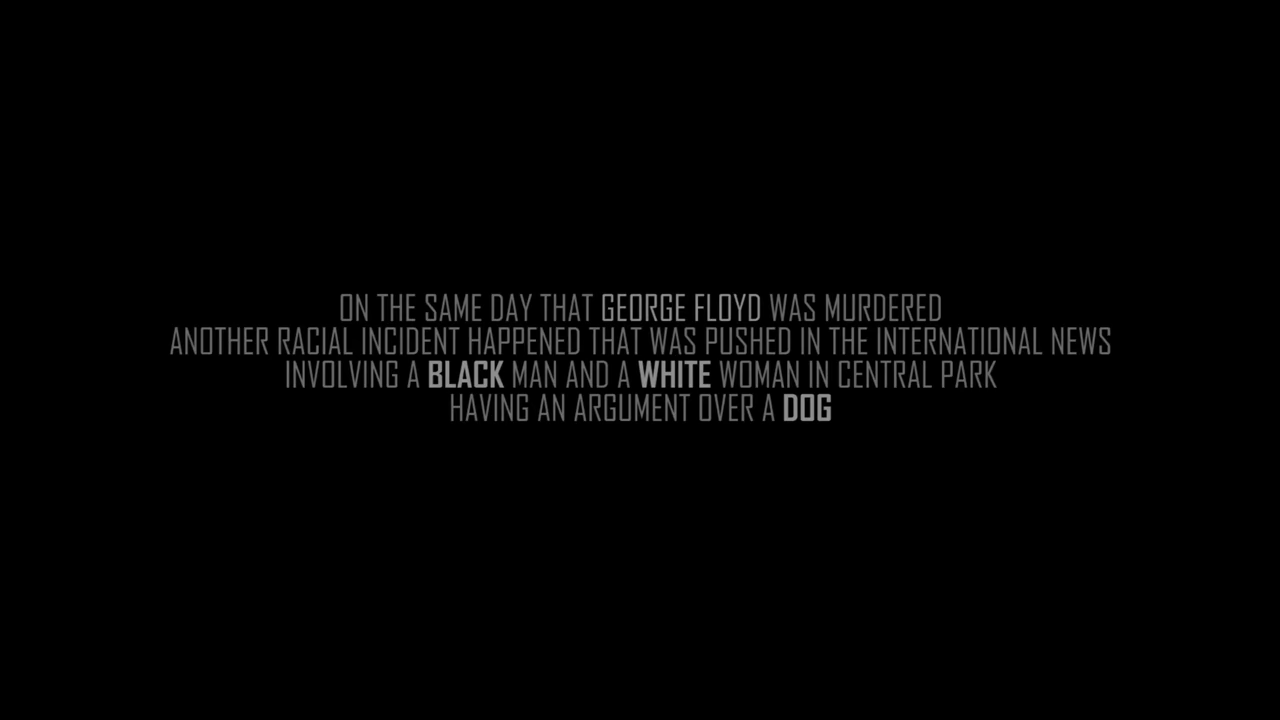 ON THE SAME DAY THAT GEORGE FLOYD WAS MURDERED
ANOTHER RACIAL INCIDENT HAPPENED THAT WAS PUSHED IN THE INTERNATIONAL NEWS
INVOLVING A BLACK MAN AND A WHITE WOMAN IN CENTRAL PARK
HAVING AN ARGUMENT OVER A DOG